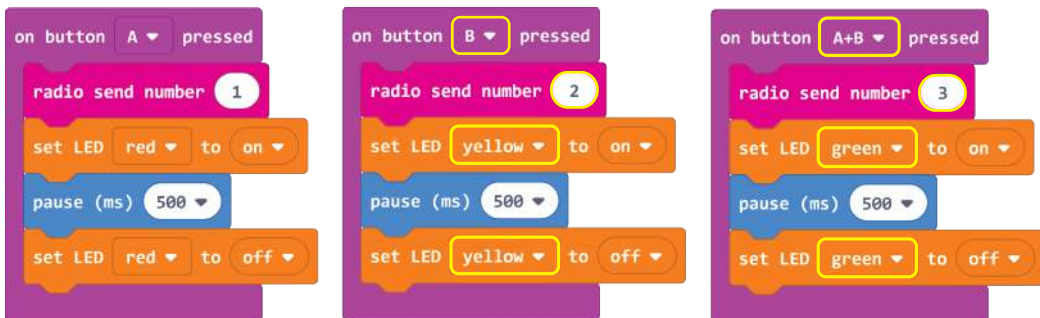 on button A pressed
radio send number 1
set LED red to on
pause (ms) 500
set LED red to off
on button B pressed
radio send number 2
set LED yellow to on
pause (ms) 500
set LED yellow to off
on button A+B pressed
radio send number 3
set LED green to on
pause (ms) 500
set LED green to off